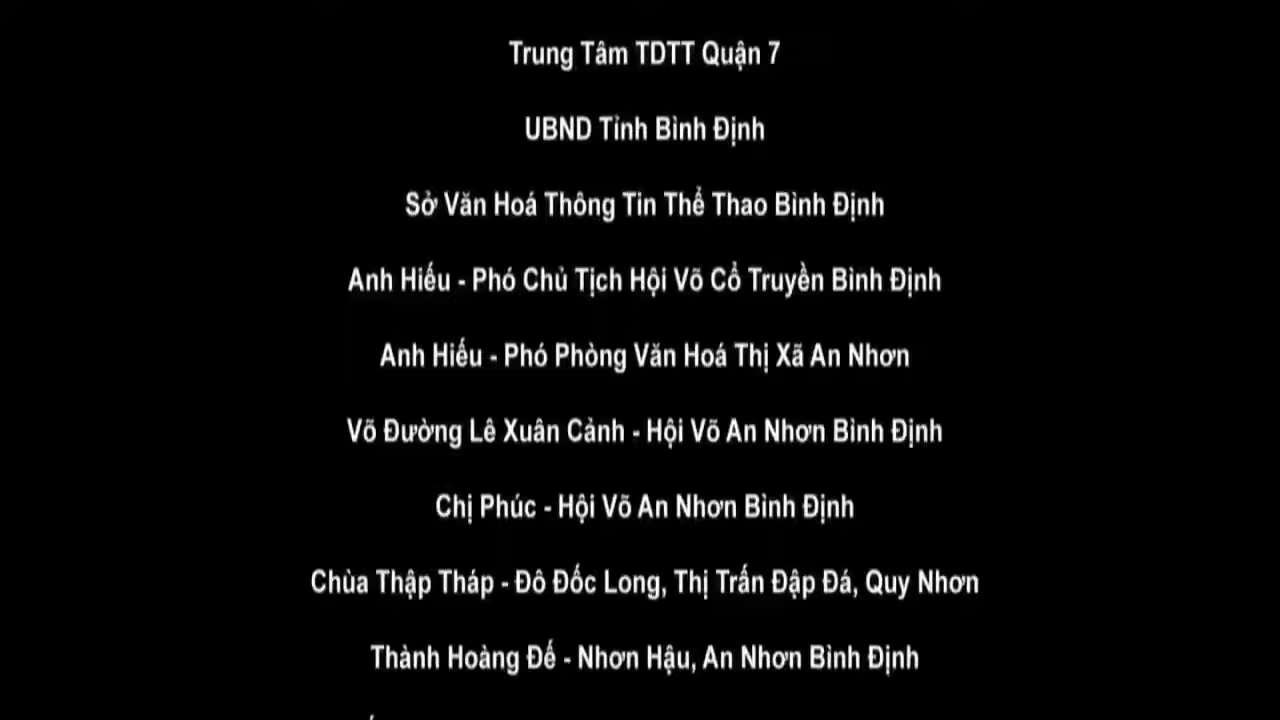 Trung Tâm TDTT Quận 7
UBND Tỉnh Bình Định
Sở Văn Hoá Thông Tin Thể Thao Bình Định
Anh Hiếu - Phó Chủ Tịch Hội Võ Cổ Truyền Bình Định
Anh Hiếu - Phó Phòng Văn Hoá Thị Xã An Nhơn
Võ Đường Lê Xuân Cảnh - Hội Võ An Nhơn Bình Định
Chị Phúc - Hội Võ An Nhơn Bình Định
Chùa Thập Tháp - Đô Đốc Long, Thị Trấn Đập Đá, Quy Nhơn
Thành Hoàng Đế - Nhơn Hậu, An Nhơn Bình Định